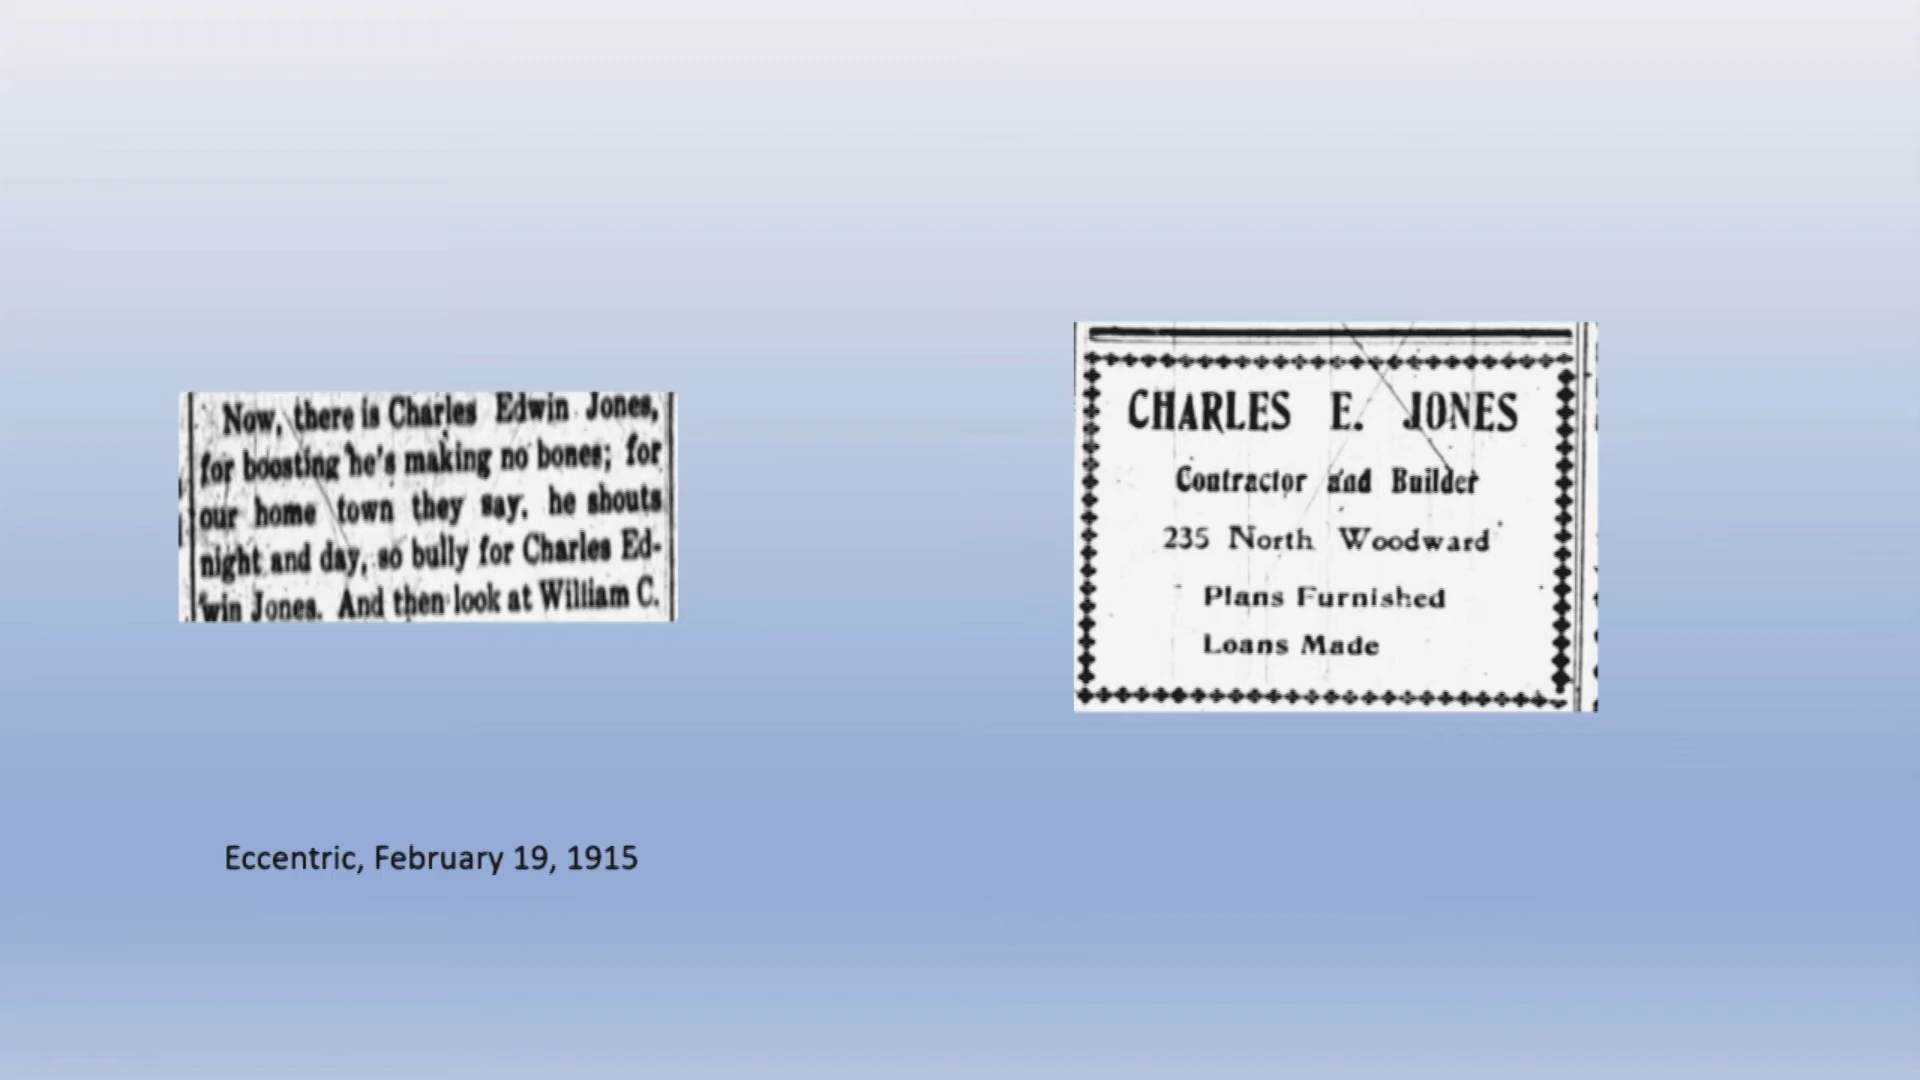 Now, there is Charles Edwin Jones,
for boosting he's making no bones; for
our home town they say, he shouts
night and day, so bully for Charles Ed-
win Jones. And then look at William C.
CHARLES E. JONES
Contractor and Builder
235 North Woodward
Plans Furnished
Loans Made
Eccentric, February 19, 1915